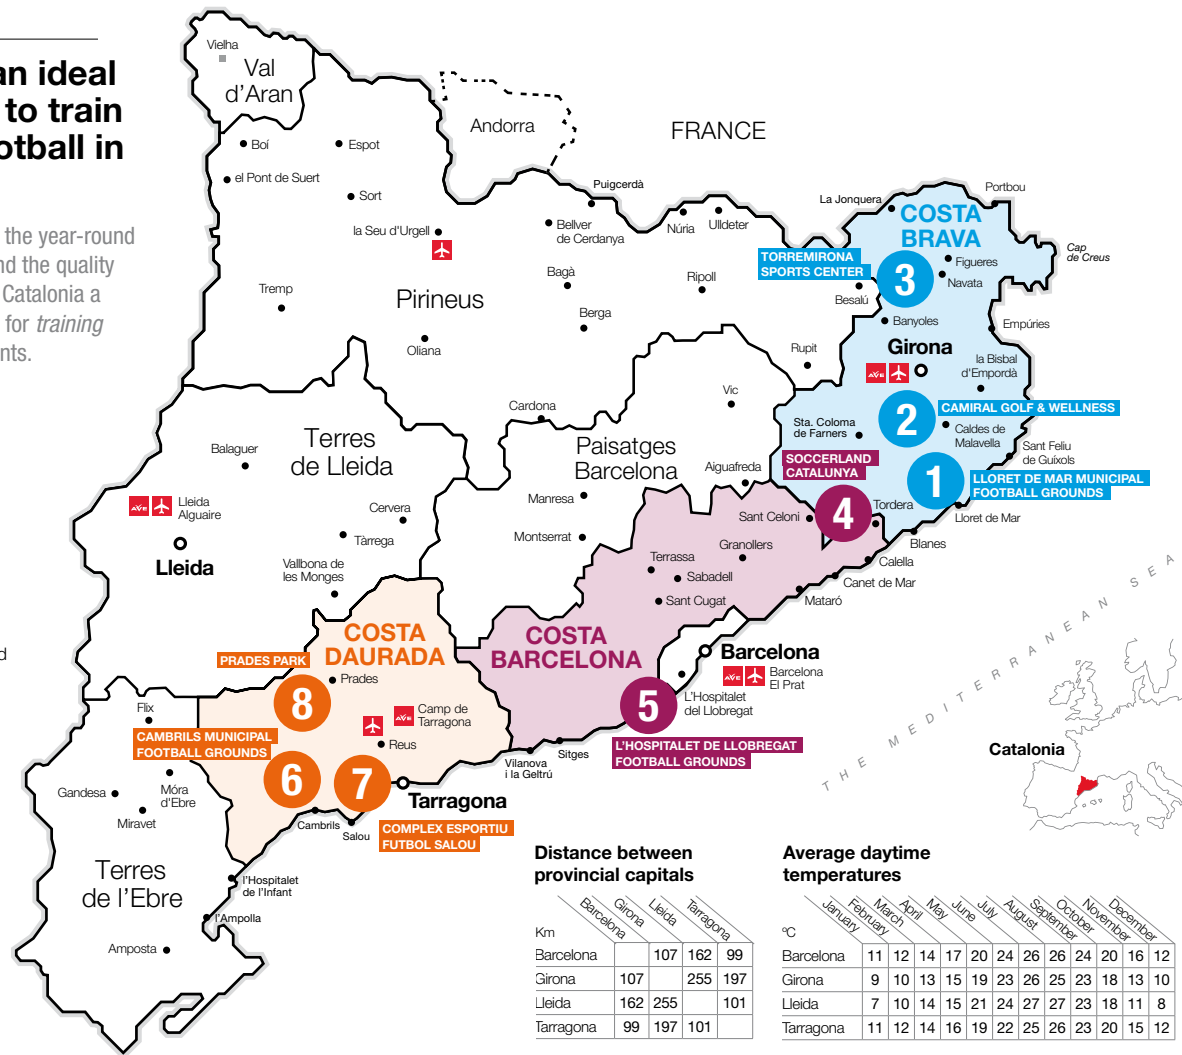 an ideal
to train
otball in
the year-round
nd the quality
Catalonia a
for training
nts.
d
Vielha
Val
d'Aran
Andorra
FRANCE
Boí
Espot
el Pont de Suert
Sort
la Seu d'Urgell
Puigcerdà
Bellver
de Cerdanya
Núria
Ulldeter
La Jonquera
Portbou
COSTA
BRAVA
Cap
de Creus
TORREMIRONA
SPORTS CENTER
3
Figueres
Navata
Besalú
Tremp
Pirineus
Bagà
Ripoll
Berga
Oliana
Banyoles
Empúries
Rupit
Girona
AVE
la Bisbal
d'Empordà
Vic
Cardona
2
CAMIRAL GOLF & WELLNESS
Sta. Coloma
de Farners
Caldes de
Malavella
Sant Feliu
de Guíxols
Terres
de Lleida
Paisatges
Barcelona
Balaguer
Aiguafreda
SOCCERLAND
CATALUNYA
1
LLORET DE MAR MUNICIPAL
FOOTBALL GROUNDS
Manresa
AVE
Lleida
Alguaire
Cervera
Sant Celoni
4
Tordera
Lloret de Mar
Tàrrega
Montserrat
Granollers
Blanes
Lleida
Vallbona de
les Monges
Terrassa
Sabadell
Calella
Canet de Mar
Sant Cugat
Mataró
COSTA
DAURADA
COSTA
BARCELONA
Barcelona
PRADES PARK
Prades
AVE
Barcelona
El Prat
THE MEDITERRANEAN SEA
8
Flix
AVE
Camp de
Tarragona
5
L'Hospitalet
del Llobregat
CAMBRILS MUNICIPAL
FOOTBALL GROUNDS
Reus
L'HOSPITALET DE LLOBREGAT
FOOTBALL GROUNDS
Sitges
Vilanova
i la Geltrú
Catalonia
6
7
Móra
d'Ebre
Gandesa
Miravet
Tarragona
Cambrils
Salou
COMPLEX ESPORTIU
FUTBOL SALOU
Terres
de l'Ebre
l'Hospitalet
de l'Infant
l'Ampolla
Amposta
Distance between
provincial capitals
Barcelona Girona Lleida Tarragona
Km
Barcelona 107 162 99
Girona 107 255 197
Lleida 162 255 101
Tarragona 99 197 101
Average daytime
temperatures
January February March April May June July August September October November December
ºC
Barcelona 11 12 14 17 20 24 26 26 24 20 16 12
Girona 9 10 13 15 19 23 26 25 23 18 13 10
Lleida 7 10 14 15 21 24 27 27 23 18 11 8
Tarragona 11 12 14 16 19 22 25 26 23 20 15 12